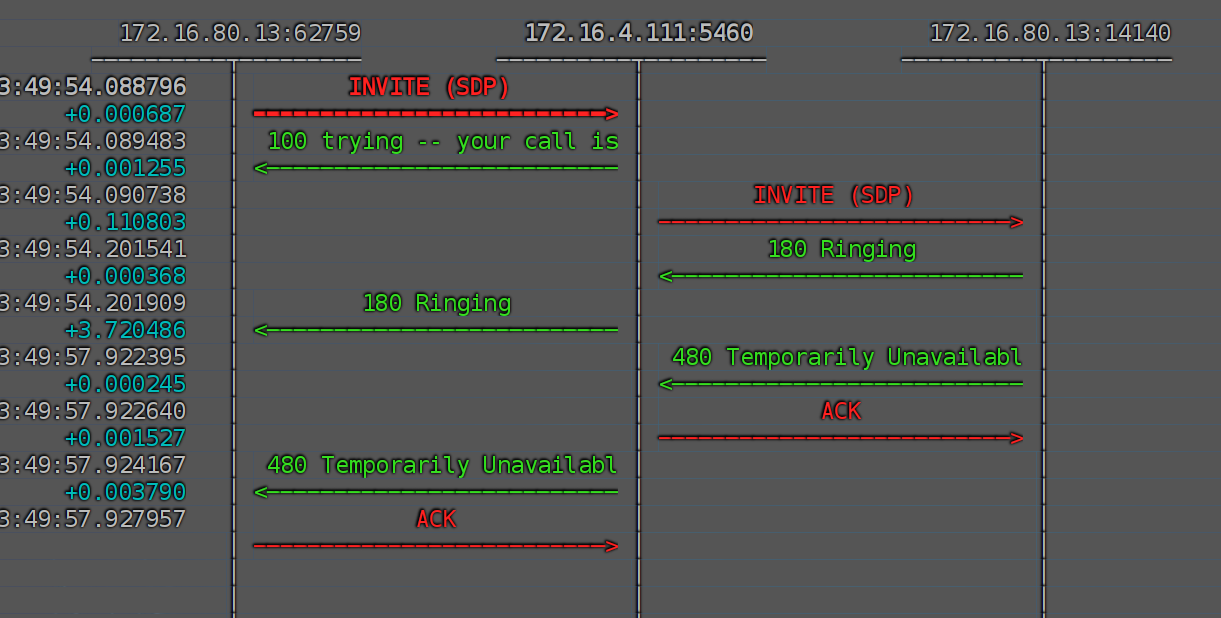 172.16.80.13:62759 172.16.4.111:5460 172.16.80.13:14140
3:49:54.088796 INVITE (SDP)
+0.000687
3:49:54.089483 100 trying -- your call is
+0.001255
3:49:54.090738 INVITE (SDP)
+0.110803
3:49:54.201541 180 Ringing
+0.000368
3:49:54.201909 180 Ringing
+3.720486
3:49:57.922395 480 Temporarily Unavailabl
+0.000245
3:49:57.922640 ACK
+0.001527
3:49:57.924167 480 Temporarily Unavailabl
+0.003790
3:49:57.927957 ACK